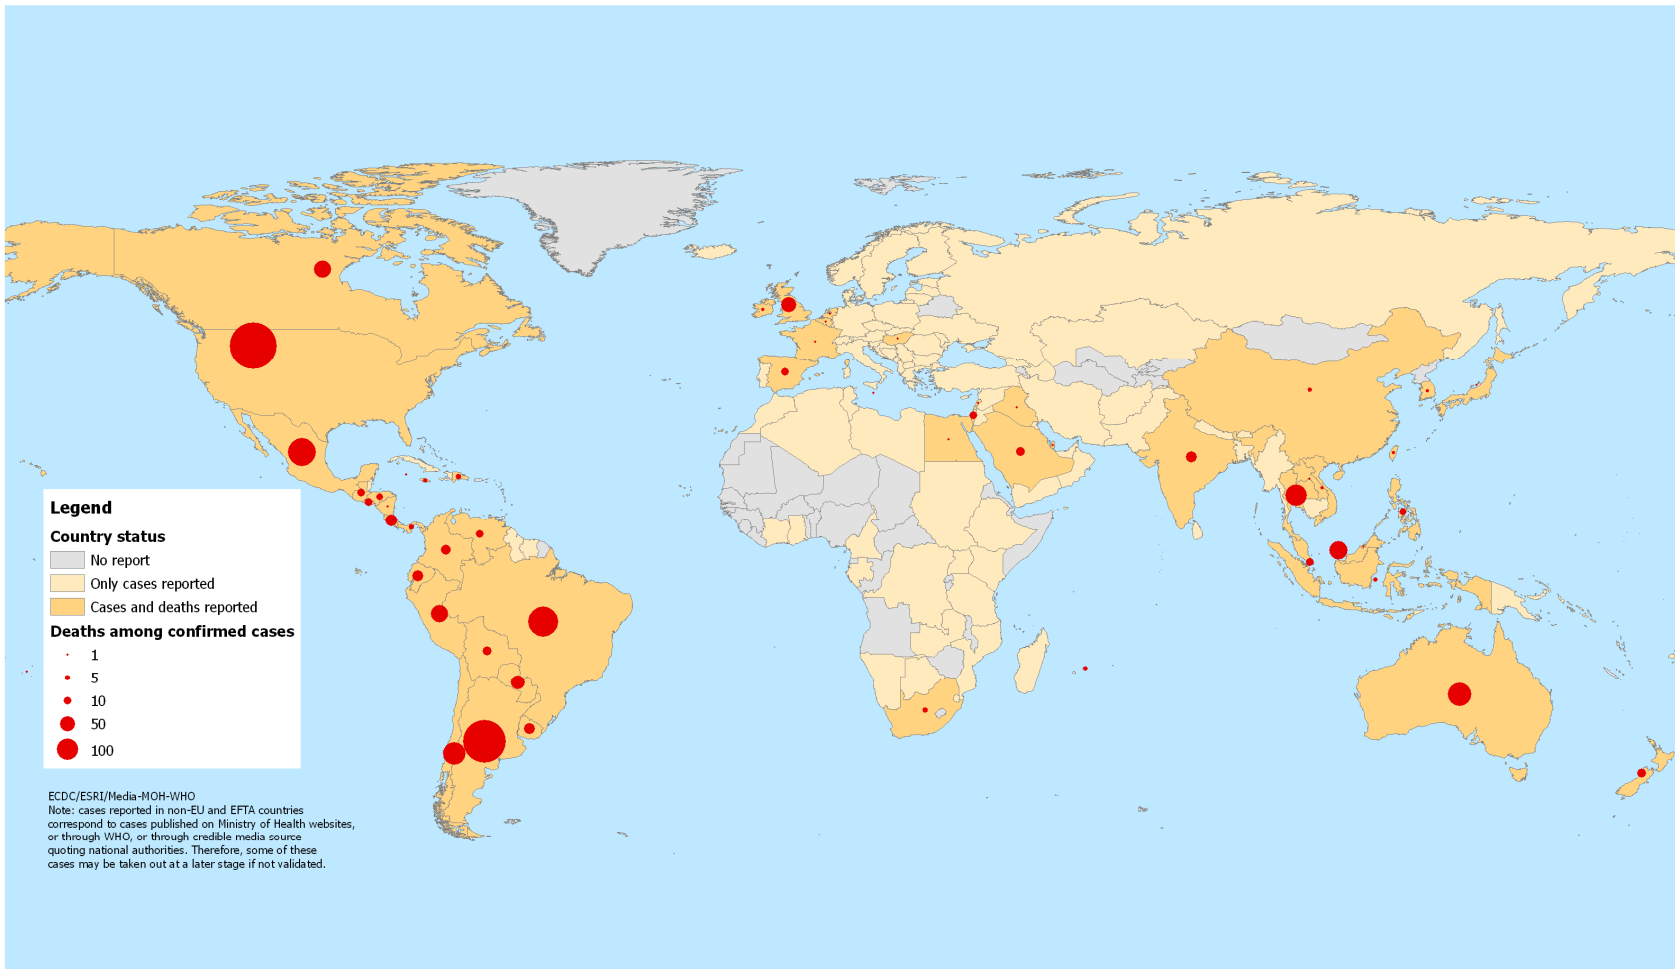 Legend
Country status
No report
Only cases reported
Cases and deaths reported
Deaths among confirmed cases
1
5
10
50
100
ECDC/ESRI/Media-MOH-WHO
Note: cases reported in non-EU and EFTA countries
correspond to cases published on Ministry of Health websites,
or through WHO, or through credible media source
quoting national authorities. Therefore, some of these
cases may be taken out at a later stage if not validated.